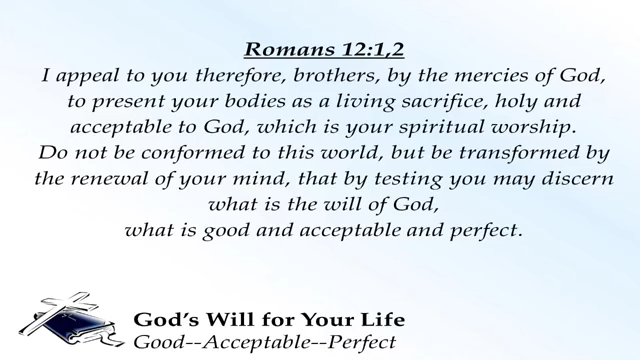 Romans 12:1,2
I appeal to you therefore, brothers, by the mercies of God,
to present your bodies as a living sacrifice, holy and
acceptable to God, which is your spiritual worship.
Do not be conformed to this world, but be transformed by
the renewal of your mind, that by testing you may discern
what is the will of God,
what is good and acceptable and perfect.
God's Will for Your Life
Good--Acceptable--Perfect